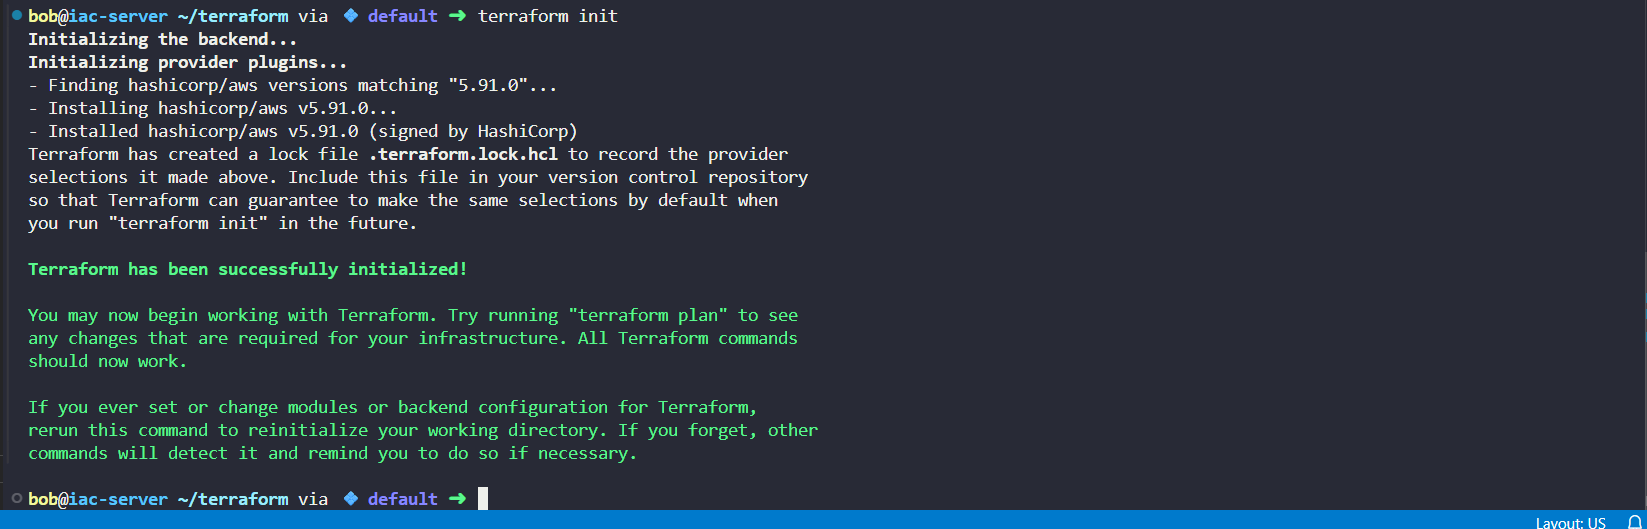 bob@iac-server ~/terraform via default ➜ terraform init
Initializing the backend...
Initializing provider plugins...
- Finding hashicorp/aws versions matching "5.91.0"...
- Installing hashicorp/aws v5.91.0...
- Installed hashicorp/aws v5.91.0 (signed by HashiCorp)
Terraform has created a lock file .terraform.lock.hcl to record the provider
selections it made above. Include this file in your version control repository
so that Terraform can guarantee to make the same selections by default when
you run "terraform init" in the future.
Terraform has been successfully initialized!
You may now begin working with Terraform. Try running "terraform plan" to see
any changes that are required for your infrastructure. All Terraform commands
should now work.
If you ever set or change modules or backend configuration for Terraform,
rerun this command to reinitialize your working directory. If you forget, other
commands will detect it and remind you to do so if necessary.
bob@iac-server ~/terraform via default ➜
Layout: US